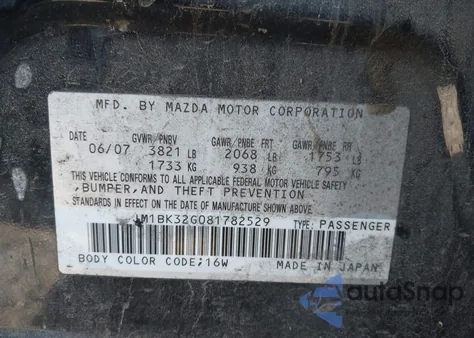 MFD. BY MAZDA MOTOR CORPORATION
DATE GVWR/PNBV GAWR/PNBE FRT GAWR/PNBE RR
06/07 3821 LB 2068 LB 1753 LB
1733 KG 938 KG 795 KG
THIS VEHICLE CONFORMS TO ALL APPLICABLE FEDERAL MOTOR VEHICLE SAFETY
,BUMPER,AND THEFT PREVENTION
STANDARDS IN EFFECT ON THE DATE OF MANUFACTURE SHOWN ABOVE.
JM1BK32G081782529 TYPE: PASSENGER
BODY COLOR CODE;16W MADE IN JAPAN
autoSnap